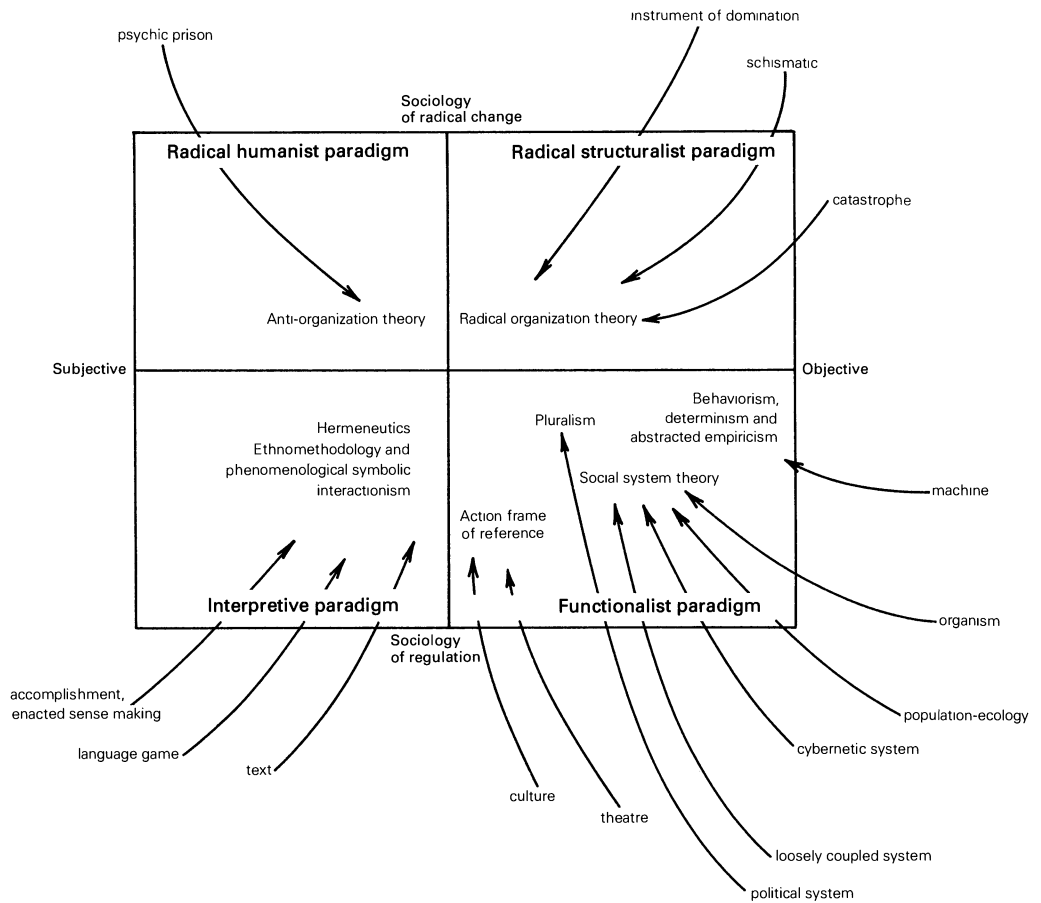 instrument of domination
psychic prison
schismatic
Sociology
of radical change
Radical humanist paradigm
Radical structuralist paradigm
catastrophe
Anti-organization theory
Radical organization theory
Subjective
Objective
Behaviorism,
determinism and
abstracted empiricism
Pluralism
Hermeneutics
Ethnomethodology and
phenomenological symbolic
interactionism
Social system theory
machine
Action frame
of reference
Interpretive paradigm
Functionalist paradigm
organism
Sociology
of regulation
accomplishment,
enacted sense making
population-ecology
language game
cybernetic system
text
culture
theatre
loosely coupled system
political system